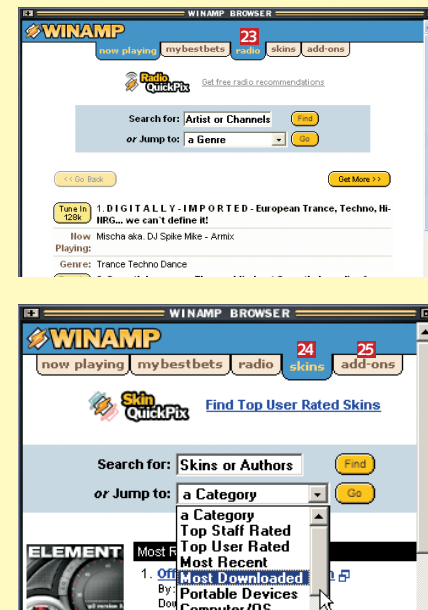 WINAMP BROWSER
WINAMP
23
now playing mybestbets radio skins add-ons
Radio QuickPix Get free radio recommendations
Search for: Artist or Channels Find
or Jump to: a Genre Go
<< Go Back Get More >>
Tune In 128k 1. D I G I T A L L Y - I M P O R T E D - European Trance, Techno, Hi-
NRG... we can't define it!
Now Playing: Mischa aka. DJ Spike Mike - Armix
Genre: Trance Techno Dance
WINAMP BROWSER
WINAMP
24 25
now playing mybestbets radio skins add-ons
Skin QuickPix Find Top User Rated Skins
Search for: Skins or Authors Find
or Jump to: a Category Go
a Category
Top Staff Rated
ELEMENT Most Top User Rated
Most Recent
1. Off Most Downloaded
By: Portable Devices
Computer/OS